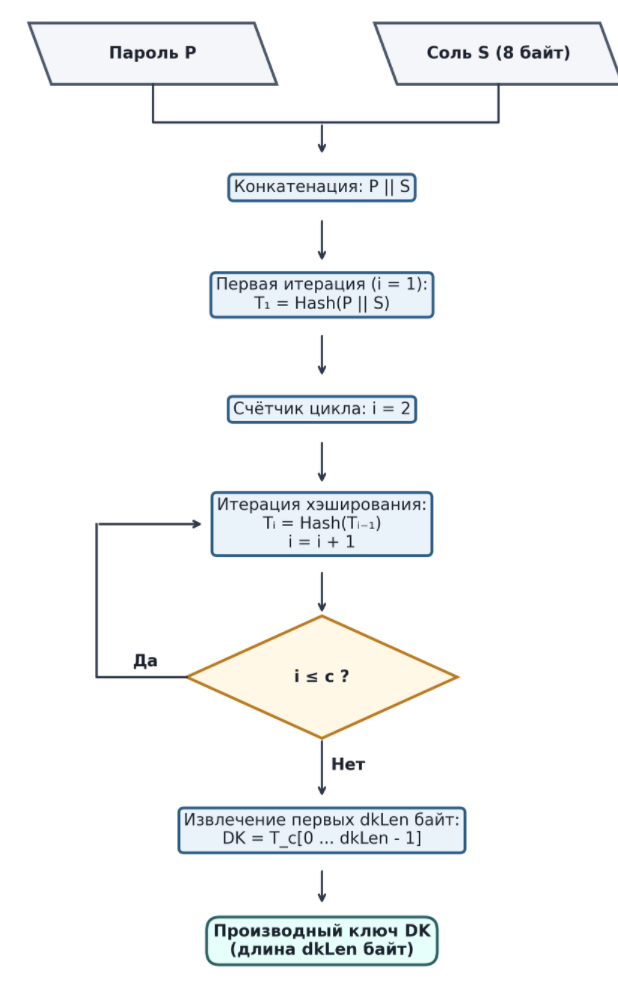 Пароль P
Соль S (8 байт)
Конкатенация: P || S
Первая итерация (i = 1):
T₁ = Hash(P || S)
Счётчик цикла: i = 2
Итерация хэширования:
Tᵢ = Hash(Tᵢ₋₁)
i = i + 1
i ≤ c ?
Да
Нет
Извлечение первых dkLen байт:
DK = T_c[0 ... dkLen - 1]
Производный ключ DK
(длина dkLen байт)